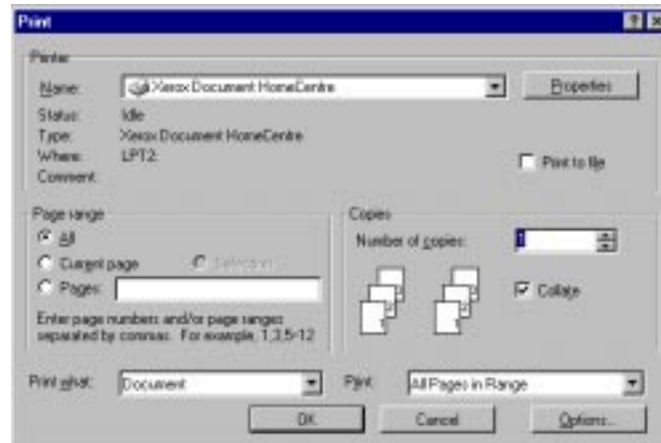 Print
Printer
Name: Xerox Document HomeCentre
Properties
Status: Idle
Type: Xerox Document HomeCentre
Where: LPT2:
Comment:
Print to file
Page range
All
Current page Selection
Pages:
Enter page numbers and/or page ranges
separated by commas. For example, 1,3,5-12
Copies
Number of copies: 1
Collate
Print what: Document
Print: All Pages in Range
OK Cancel Options...